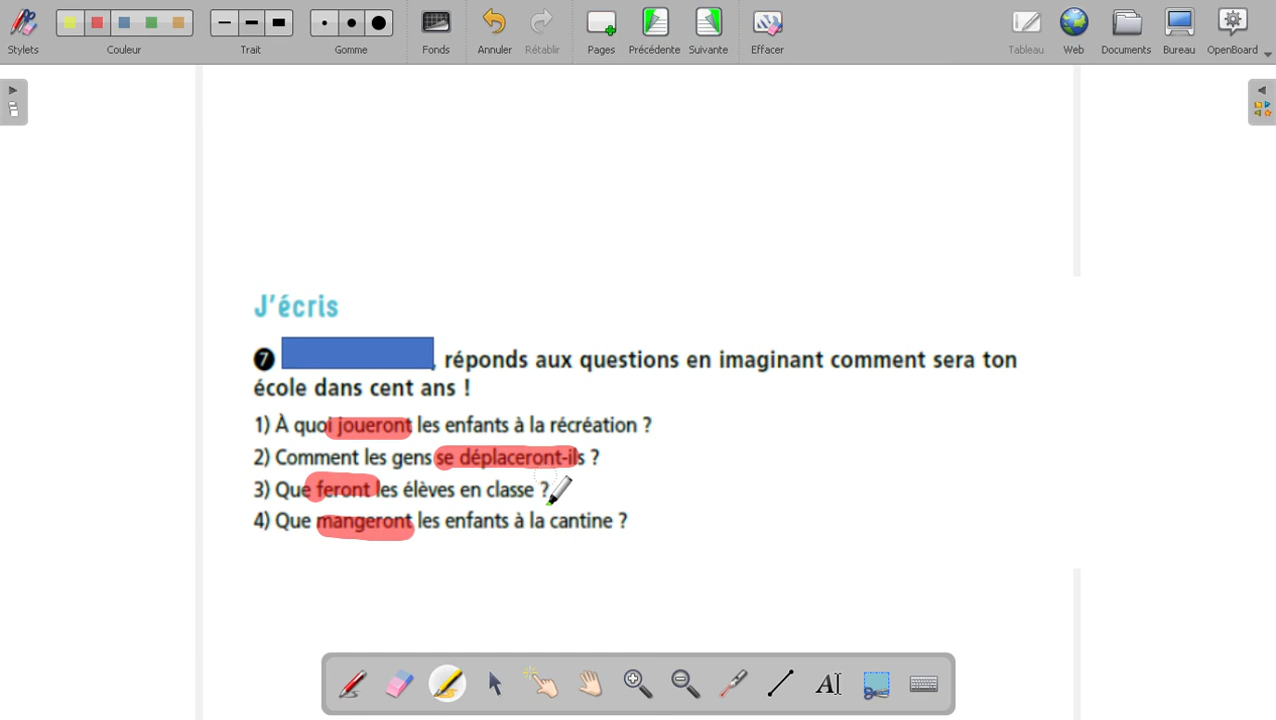 Stylets Couleur Trait Gomme Fonds Annuler Rétablir Pages Précédente Suivante Effacer Tableau Web Documents Bureau OpenBoard
J'écris
7 , réponds aux questions en imaginant comment sera ton
école dans cent ans !
1) À quoi joueront les enfants à la récréation ?
2) Comment les gens se déplaceront-ils ?
3) Que feront les élèves en classe ?
4) Que mangeront les enfants à la cantine ?
AI